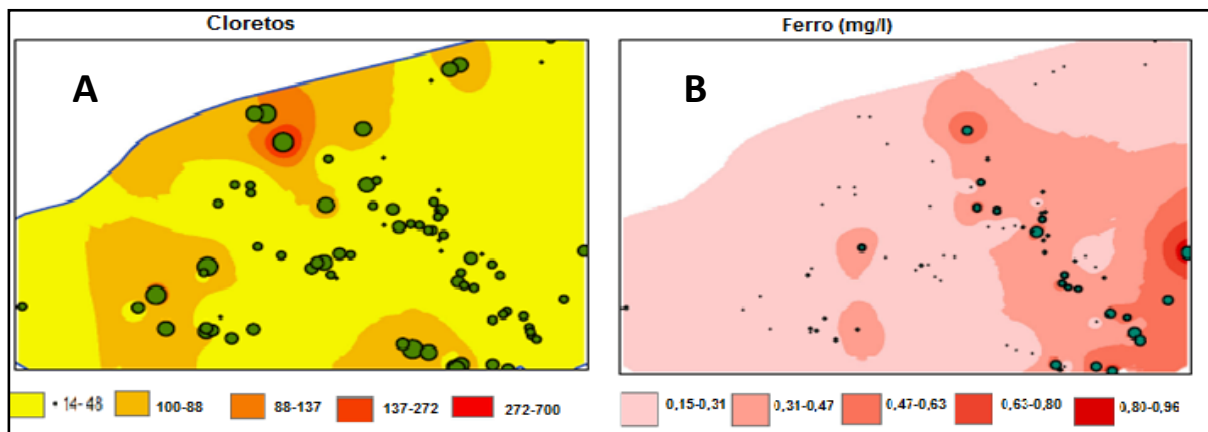 Cloretos
A
• 14-48 100-88 88-137 137-272 272-700
Ferro (mg/l)
B
0,15-0,31 0,31-0,47 0,47-0,63 0,63-0,80 0,80-0,96